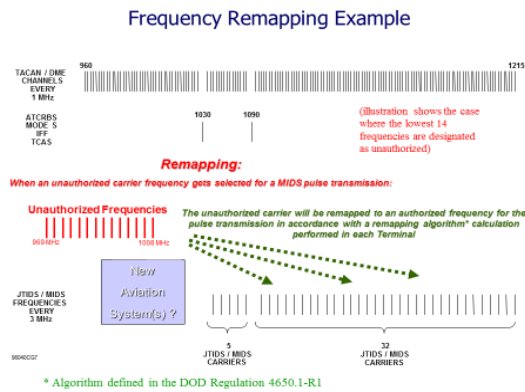 Frequency Remapping Example
960
1215
TACAN / DME
CHANNELS
EVERY
1 MHz
1030
1090
ATCRBS
MODE S
IFF
TCAS
(illustration shows the case
where the lowest 14
frequencies are designated
as unauthorized)
Remapping:
When an unauthorized carrier frequency gets selected for a MIDS pulse transmission:
Unauthorized Frequencies
969 MHz
1008 MHz
The unauthorized carrier will be remapped to an authorized frequency for the
pulse transmission in accordance with a remapping algorithm* calculation
performed in each Terminal
New
Aviation
System(s) ?
JTIDS / MIDS
FREQUENCIES
EVERY
3 MHz
5
JTIDS / MIDS
CARRIERS
32
JTIDS / MIDS
CARRIERS
* Algorithm defined in the DOD Regulation 4650.1-R1